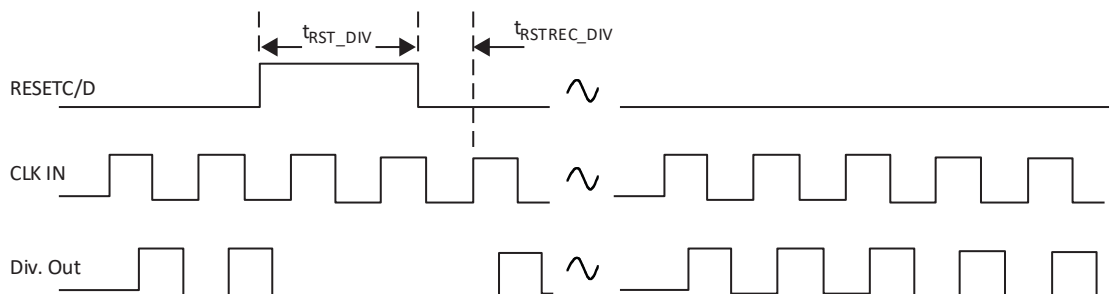 tRST_DIV
tRSTREC_DIV
RESETC/D
CLK IN
Div. Out